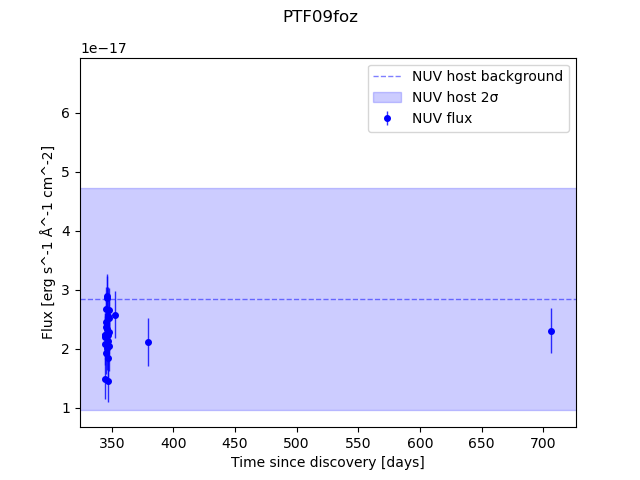 PTF09foz
1e−17
NUV host background
NUV host 2σ
NUV flux
6
5
4
3
2
1
Flux [erg s^-1 Å^-1 cm^-2]
350 400 450 500 550 600 650 700
Time since discovery [days]